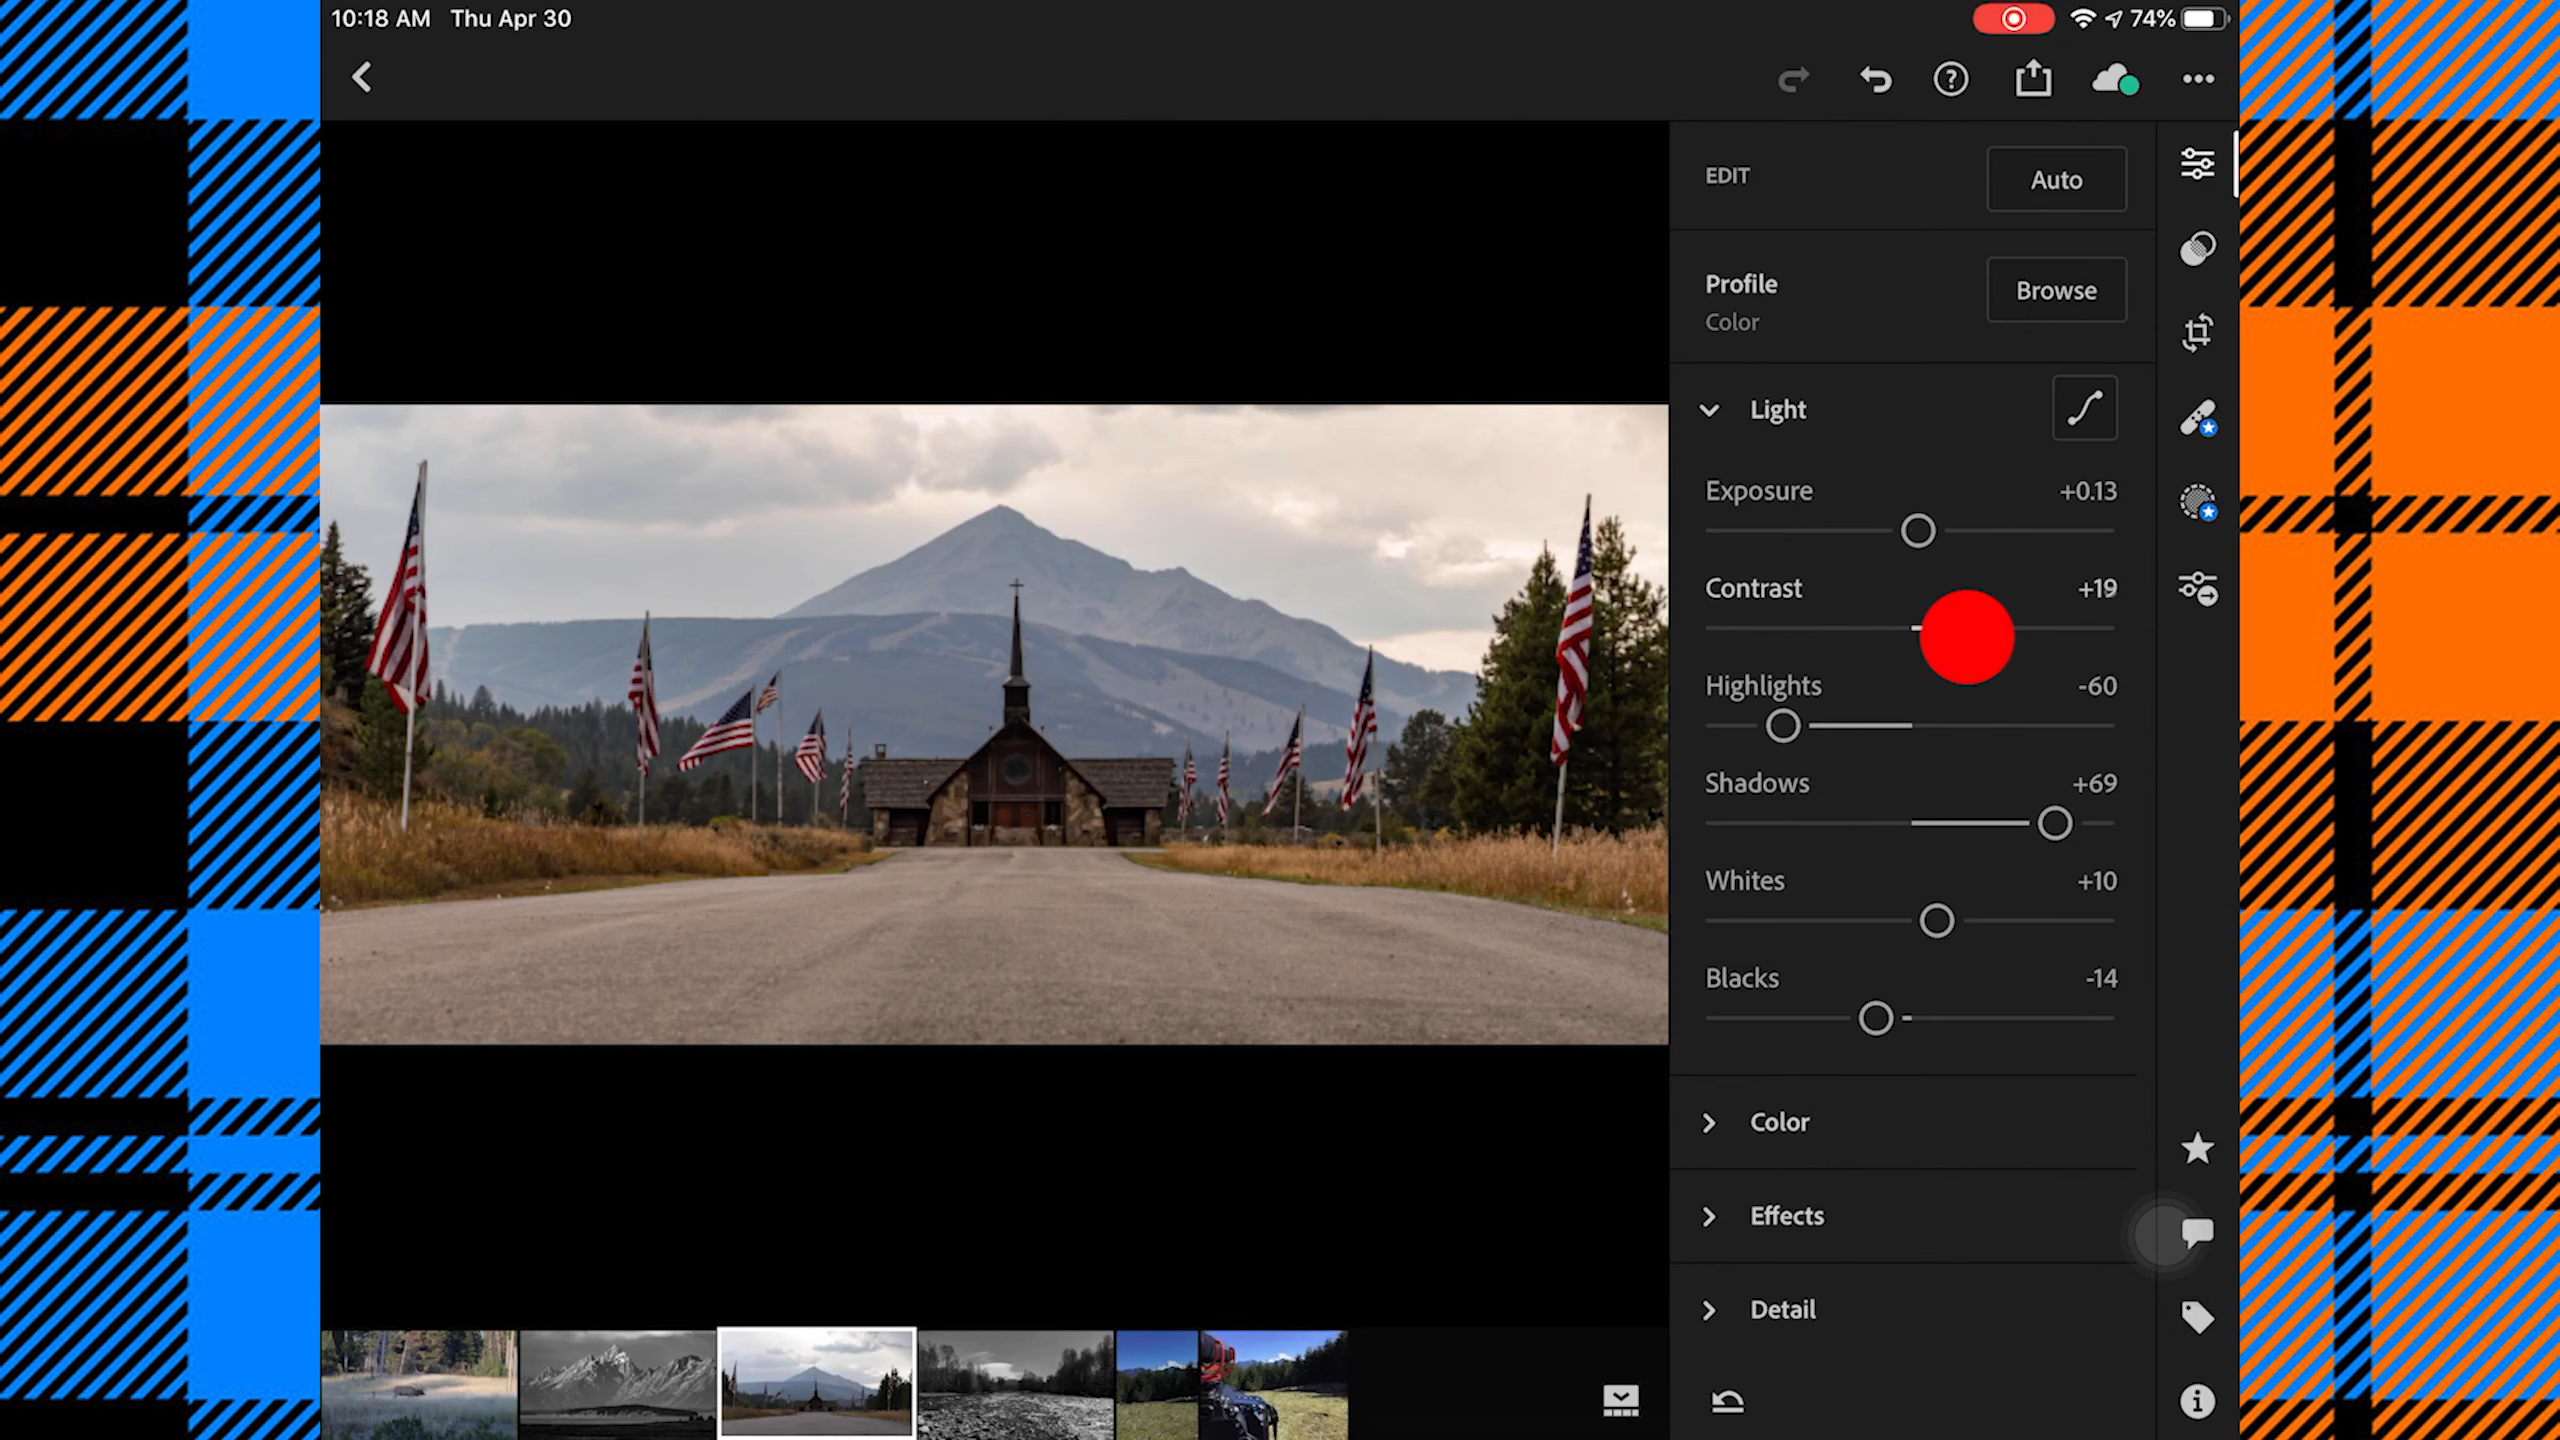 10:18 AM Thu Apr 30
74%
EDIT
Auto
Profile
Browse
Color
Light
Exposure +0.13
Contrast +19
Highlights -60
Shadows +69
Whites +10
Blacks -14
Color
Effects
Detail